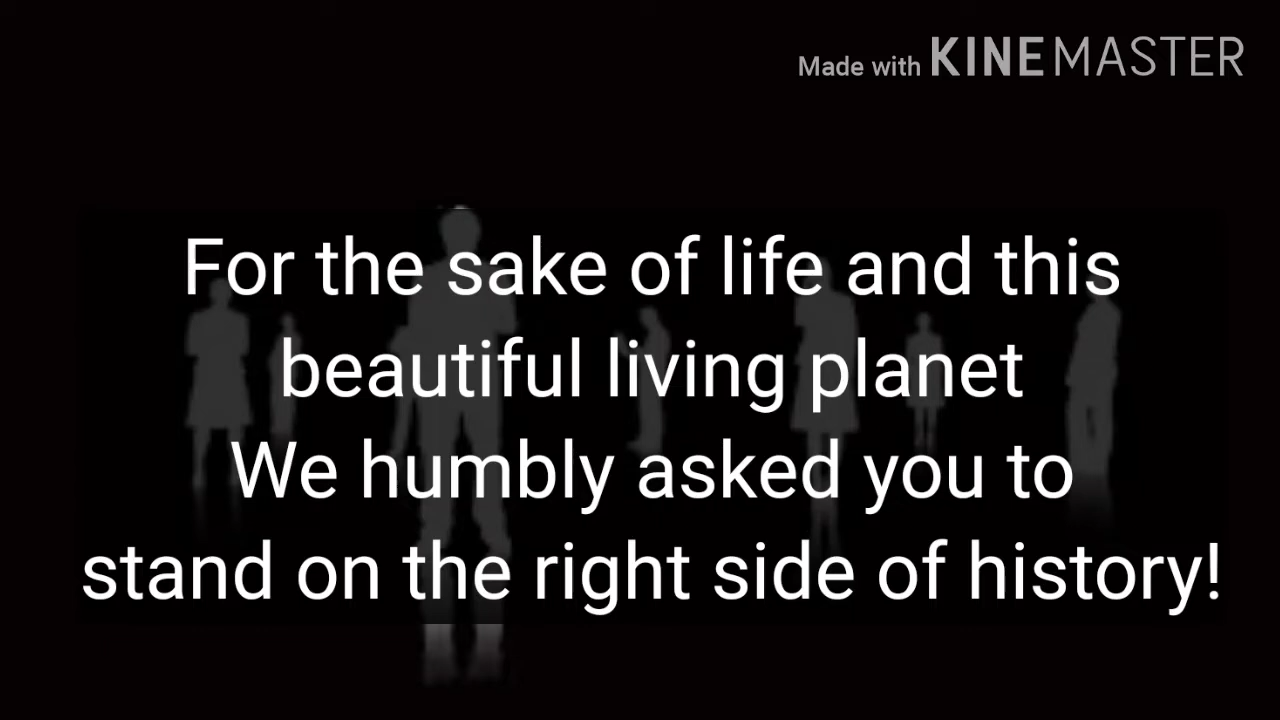 Made with KINEMASTER
For the sake of life and this
beautiful living planet
We humbly asked you to
stand on the right side of history!